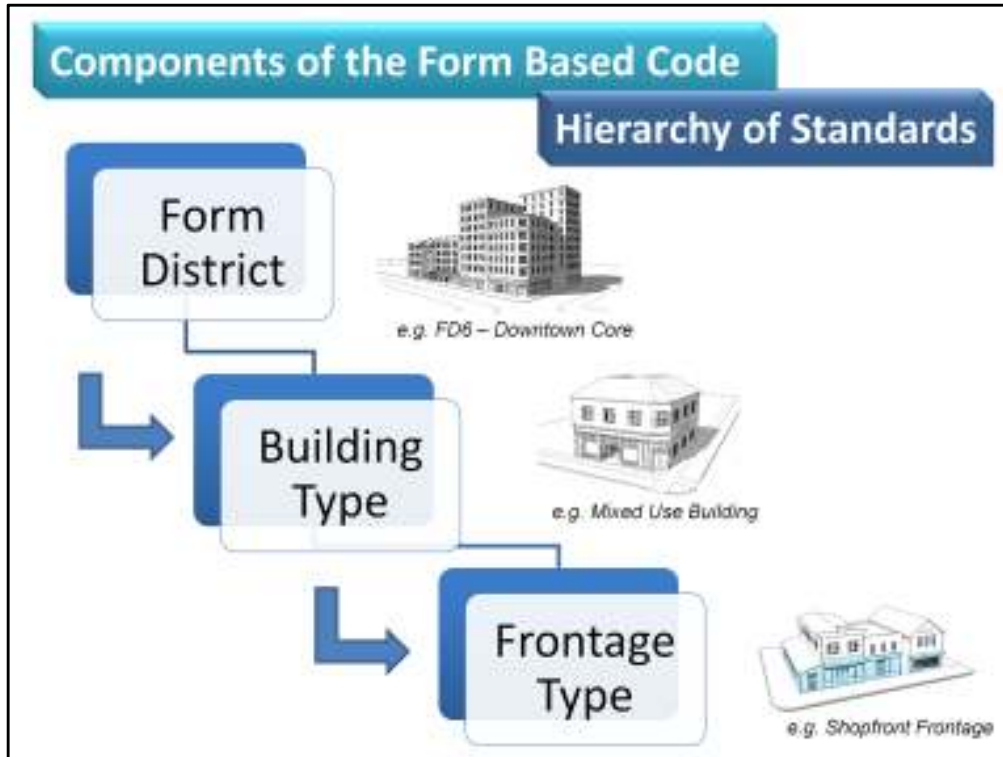 Components of the Form Based Code
Hierarchy of Standards
Form
District
e.g. FD6 – Downtown Core
Building
Type
e.g. Mixed Use Building
Frontage
Type
e.g. Shopfront Frontage